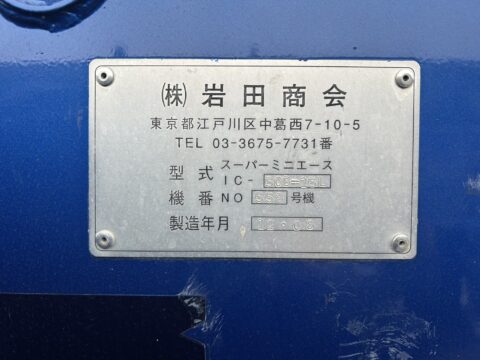 (株) 岩田商会
東京都江戸川区中葛西7-10-5
TEL 03-3675-7731番
型式 スーパーミニエース
IC-
機番 NO 号機
製造年月